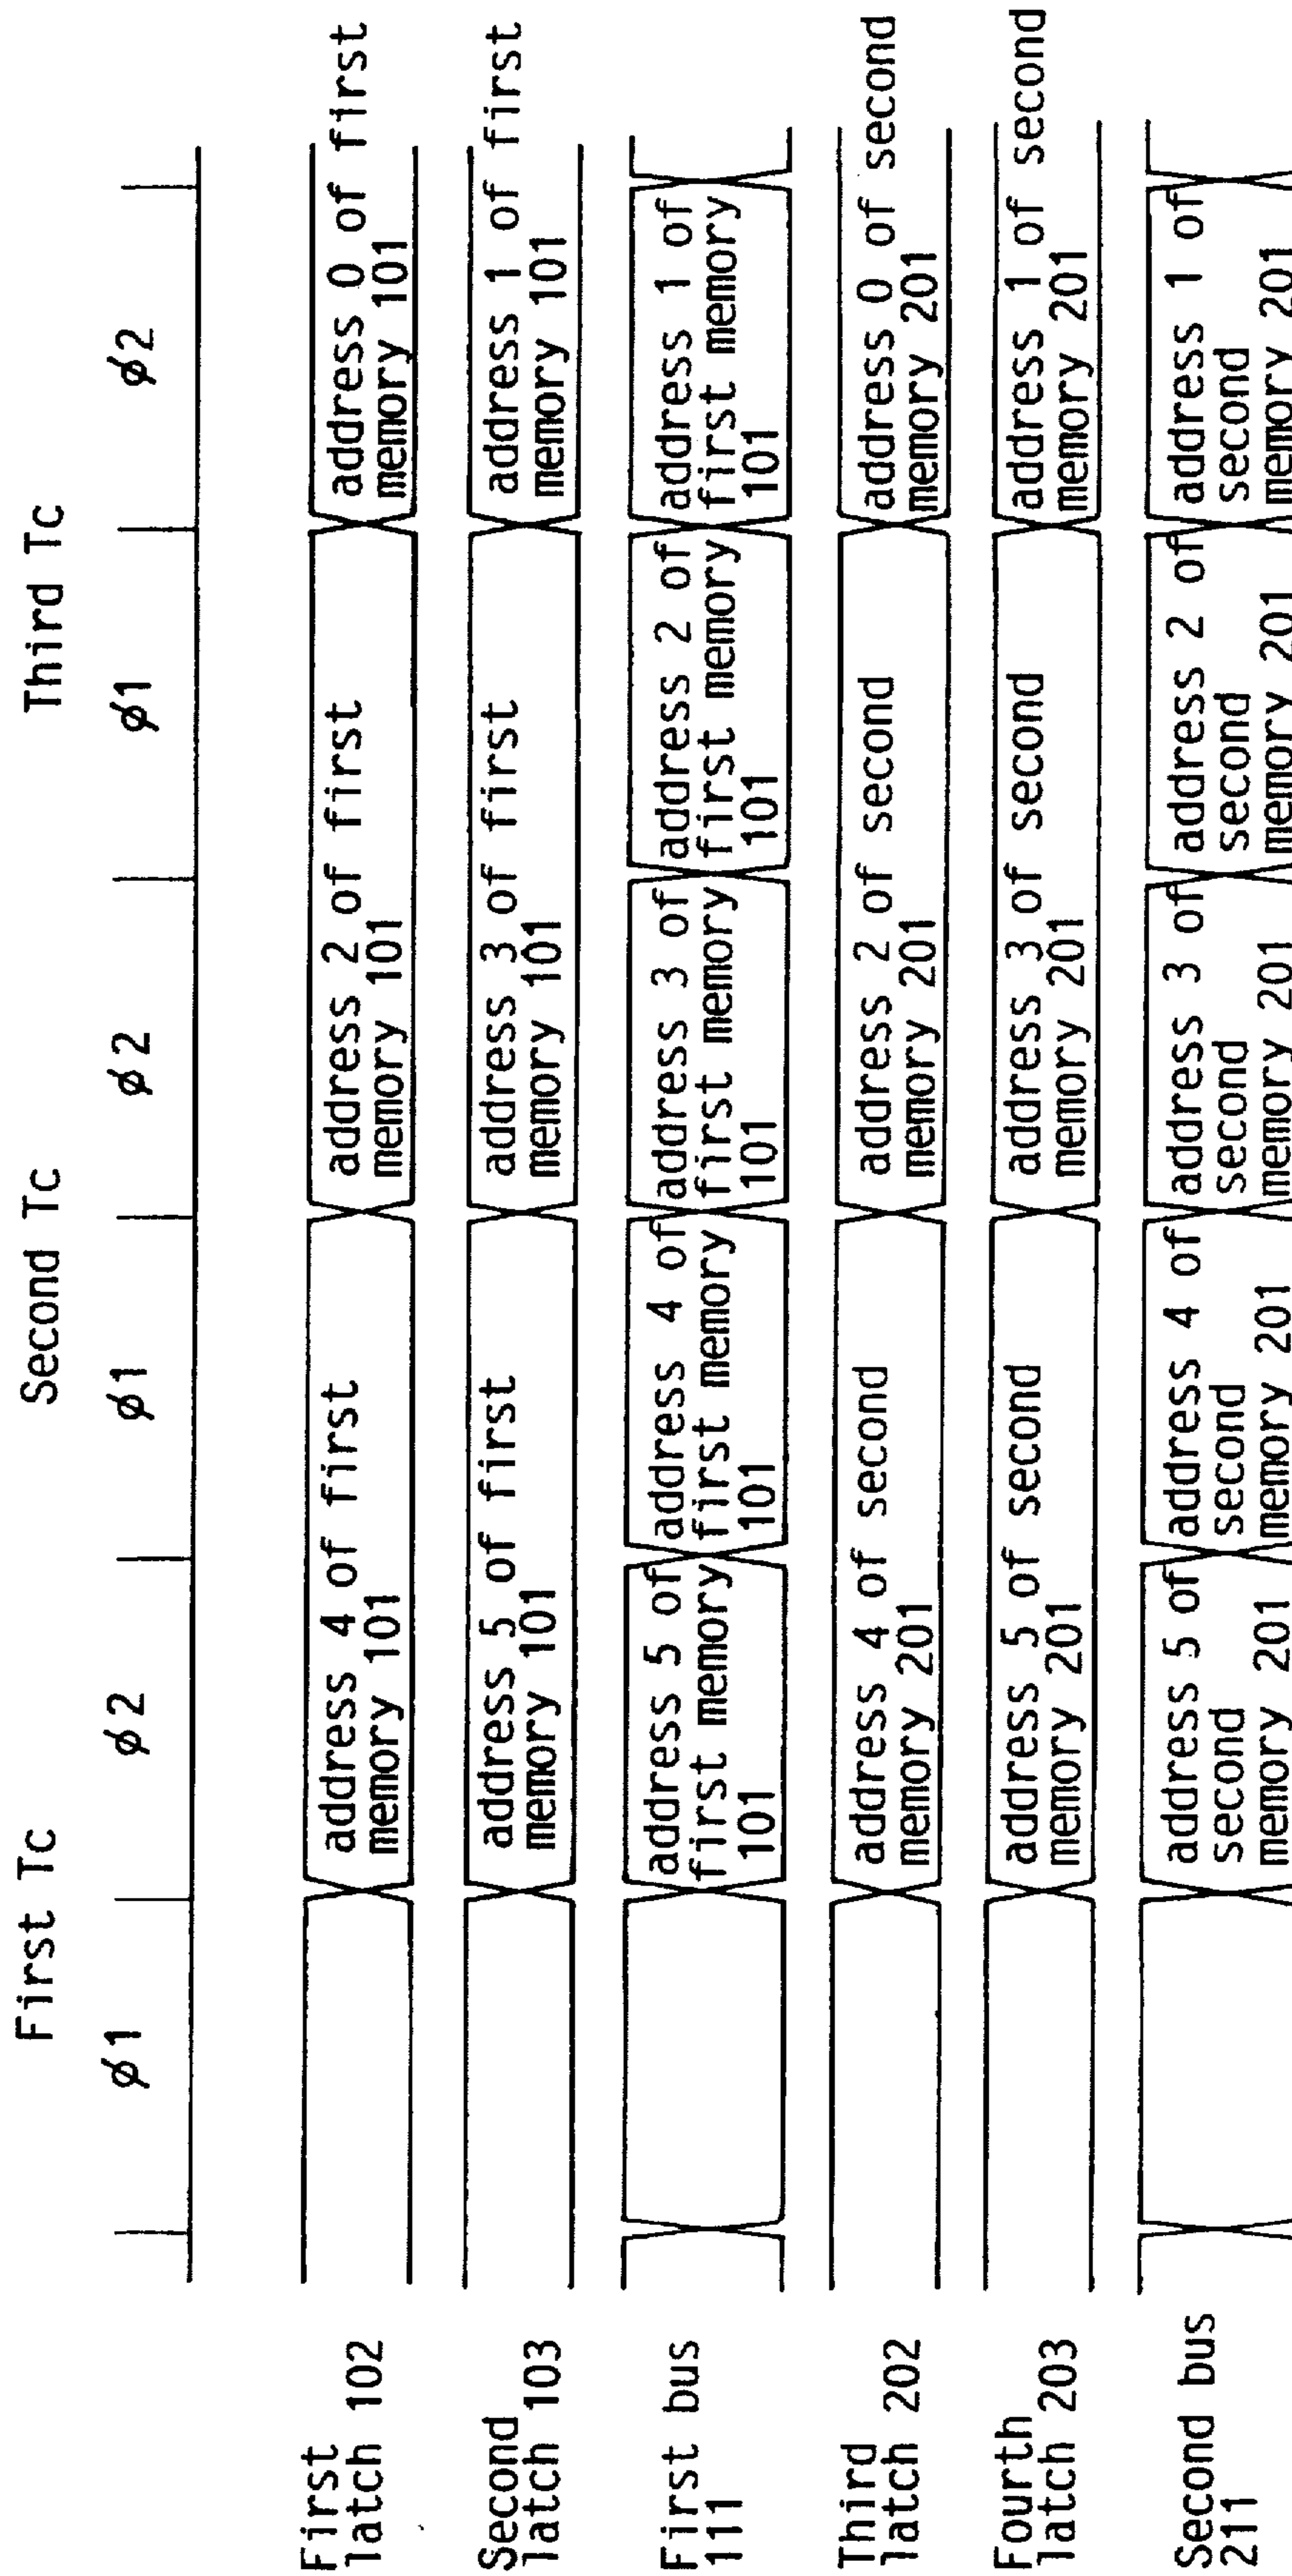 First Tc
Second Tc
Third Tc
ø1
ø2
ø1
ø2
ø1
ø2
First
latch 102
address 4 of first
memory 101
address 2 of first
memory 101
address 0 of first
memory 101
Second
latch 103
address 5 of first
memory 101
address 3 of first
memory 101
address 1 of first
memory 101
First bus
111
address 5 of
first memory
101
address 4 of
first memory
101
address 3 of
first memory
101
address 2 of
first memory
101
address 1 of
first memory
101
Third
latch 202
address 4 of second
memory 201
address 2 of second
memory 201
address 0 of second
memory 201
Fourth
latch 203
address 5 of second
memory 201
address 3 of second
memory 201
address 1 of second
memory 201
Second bus
211
address 5 of
second
memory 201
address 4 of
second
memory 201
address 3 of
second
memory 201
address 2 of
second
memory 201
address 1 of
second
memory 201